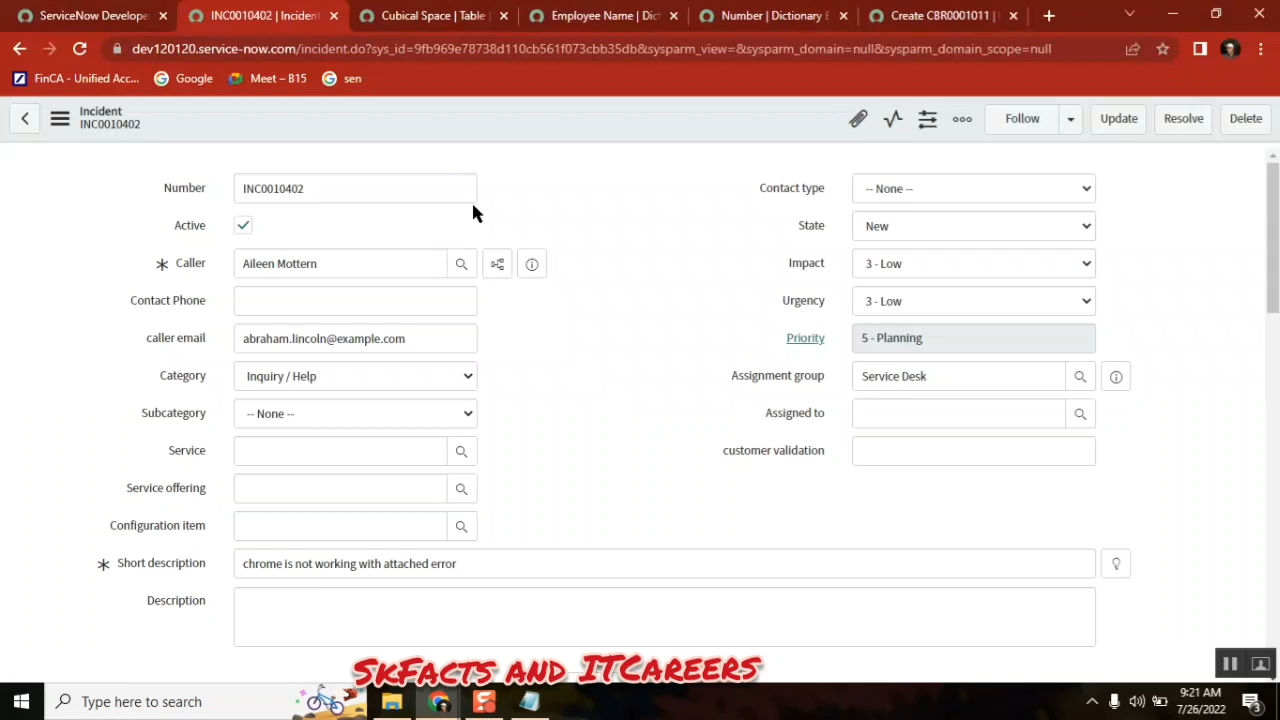 ServiceNow Develope
INC0010402 | Incident
Cubical Space | Table
Employee Name | Dict
Number | Dictionary E
Create CBR0001011 |
dev120120.service-now.com/incident.do?sys_id=9fb969e78738d110cb561f073cbb35db&sysparm_view=&sysparm_domain=null&sysparm_domain_scope=null
FinCA - Unified Acc...
Google
Meet – B15
sen
Incident
INC0010402
Follow
Update
Resolve
Delete
Number
INC0010402
Contact type
-- None --
Active
State
New
Caller
Aileen Mottern
Impact
3 - Low
Contact Phone
Urgency
3 - Low
caller email
abraham.lincoln@example.com
Priority
5 - Planning
Category
Inquiry / Help
Assignment group
Service Desk
Subcategory
-- None --
Assigned to
Service
customer validation
Service offering
Configuration item
Short description
chrome is not working with attached error
Description
SkFacts and ITCareers
Type here to search
9:21 AM
7/26/2022
3